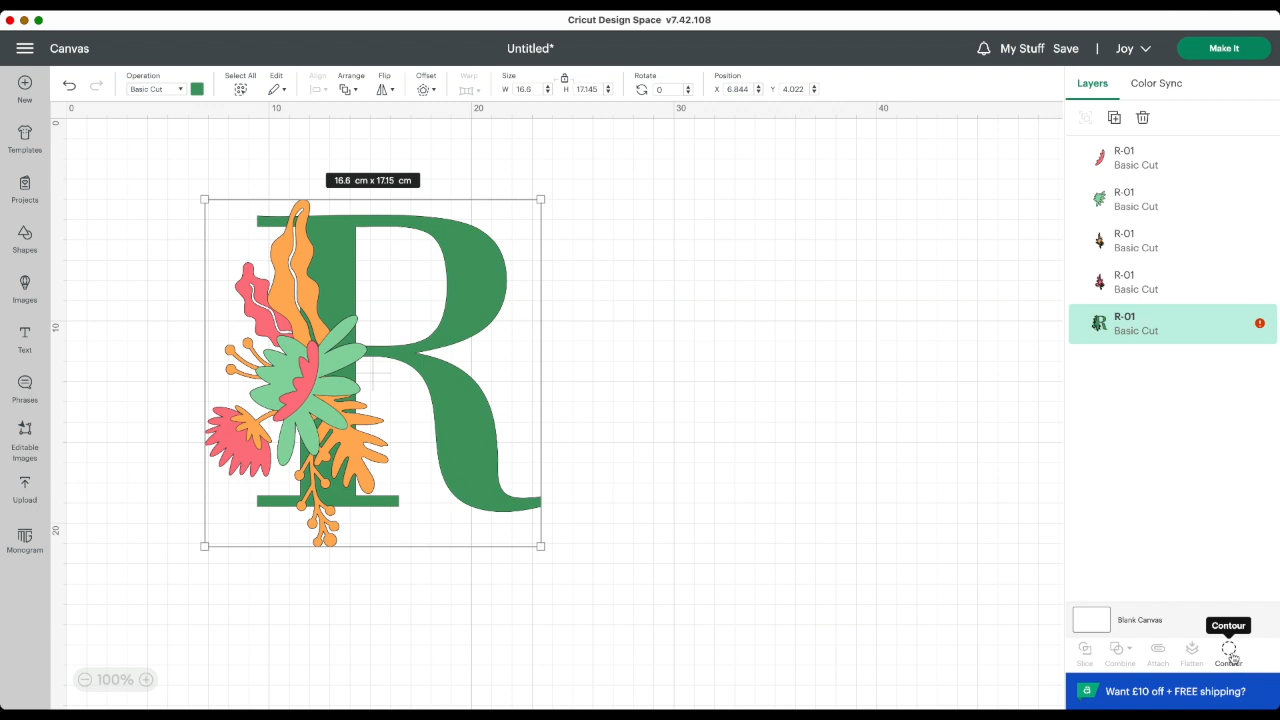 Cricut Design Space v7.42.108
Canvas
Untitled*
My Stuff Save | Joy
Make It
New
Templates
Projects
Shapes
Images
Text
Phrases
Editable
Images
Upload
Monogram
Operation
Basic Cut
Select All
Edit
Align
Arrange
Flip
Offset
Warp
Size
W 16.6
H 17.145
Rotate
0
Position
X 6.844
Y 4.022
0 10 20 30 40
0
10
20
16.6 cm x 17.15 cm
R
100%
Layers
Color Sync
R-01
Basic Cut
R-01
Basic Cut
R-01
Basic Cut
R-01
Basic Cut
R-01
Basic Cut
Blank Canvas
Contour
Slice
Combine
Attach
Flatten
Contour
a Want £10 off + FREE shipping?